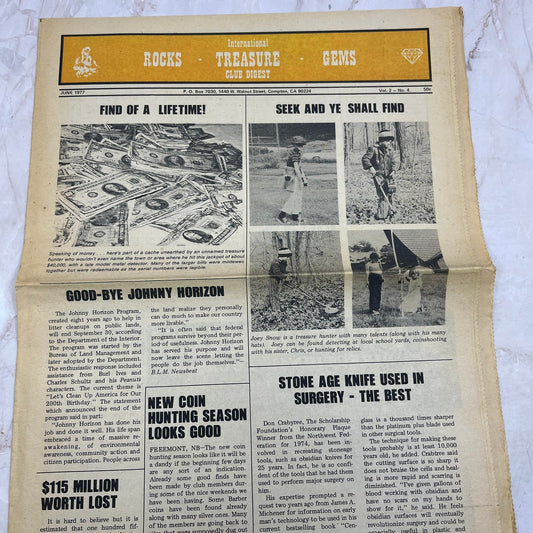 International
ROCKS - TREASURE - GEMS
CLUB DIGEST
JUNE 1977
P. O. Box 7030, 1440 W. Walnut Street, Compton, CA 90224
Vol. 2 - No. 4
50c
FIND OF A LIFETIME!
Speaking of money . . . here's part of a cache unearthed by an unnamed treasure
hunter who wouldn't even name the town or area where he hit this jackpot of about
$40,000, with a late model metal detector. Many of the larger bills were mildewed
together but were redeemable as the serial numbers were legible.
SEEK AND YE SHALL FIND
Joey Snow is a treasure hunter with many talents (along with his many
hats). Joey can be found detecting at local school yards, coinshooting
with his sister, Chris, or hunting for relics.
GOOD-BYE JOHNNY HORIZON
The Johnny Horizon Program,
created eight years ago to help in
litter cleanups on public lands,
will end September 30, according
to the Department of the Interior.
The program was started by the
Bureau of Land Management and
later adopted by the Department.
The enthusiastic response included
assistance from Burl Ives and
Charles Schultz and his Peanuts
characters. The current theme is
"Let's Clean Up America for Our
200th Birthday." The statement
which announced the end of the
program said in part:
"Johnny Horizon has done his
job and done it well. His life span
embraced a time of massive re-
awakening, of environmental
awareness, community action and
citizen participation. People across
the land realize they personally
can do much to make our country
more livable.
"It is often said that federal
programs survive beyond their pe-
riod of usefulness. Johnny Horizon
has served his purpose and will
now leave the scene letting the
people do the job themselves."—
B.L.M. Newsbeat
$115 MILLION
WORTH LOST
It is hard to believe but it is
estimated that one hundred fif-
NEW COIN
HUNTING SEASON
LOOKS GOOD
FREEMONT, NB—The new coin
hunting season looks like it will be
a dandy if the beginning few days
are any sort of an indication.
Already some good finds have
been made by club members dur-
ing some of the nice weekends we
have been having. Some Barber
coins have been found already
along with many silver ones. Many
of the members are going back to
that were supposedly dug out
STONE AGE KNIFE USED IN
SURGERY - THE BEST
Don Crabtree, The Scholarship
Foundation's Honorary Plaque
Winner from the Northwest Fed-
eration for 1974, has been in-
volved in recreating stoneage
tools, such as obsidian knives for
25 years. In fact, he is so confi-
dent of the tools that he had them
used to perform major surgery on
him.
His expertise prompted a re-
quest two years ago from James A.
Michener for information on early
man's technology to be used in his
current bestselling book "Cen-
glass is a thousand times sharper
than the platinum plus blade used
in other surgical tools.
The technique for making these
tools probably is at least 10,000
years old, he added. Crabtree said
the cutting surface is so sharp it
does not bruise the cells and heal-
ing is more rapid and scarring is
diminished. "I've given gallons of
blood working with obsidian and
have no scars on my hands to
show for it," he said. He feels
obsidian surfaces will eventually
revolutionize surgery and could be
especially useful in plastic and